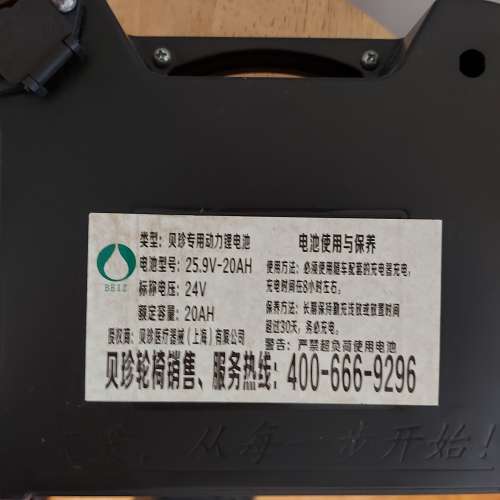 类型：贝珍专用动力锂电池
电池型号：25.9V-20AH
标称电压：24V
额定容量：20AH
授权商：贝珍医疗器械（上海）有限公司
BEIZ
电池使用与保养
使用方法：必须使用随车配套的充电器充电，
充电时间在8小时左右。
保养方法：长期保持勤充浅放或放置时间
超过30天，务必充电。
警告：严禁超负荷使用电池
贝珍轮椅销售、服务热线：400-666-9296
从每一步开始！